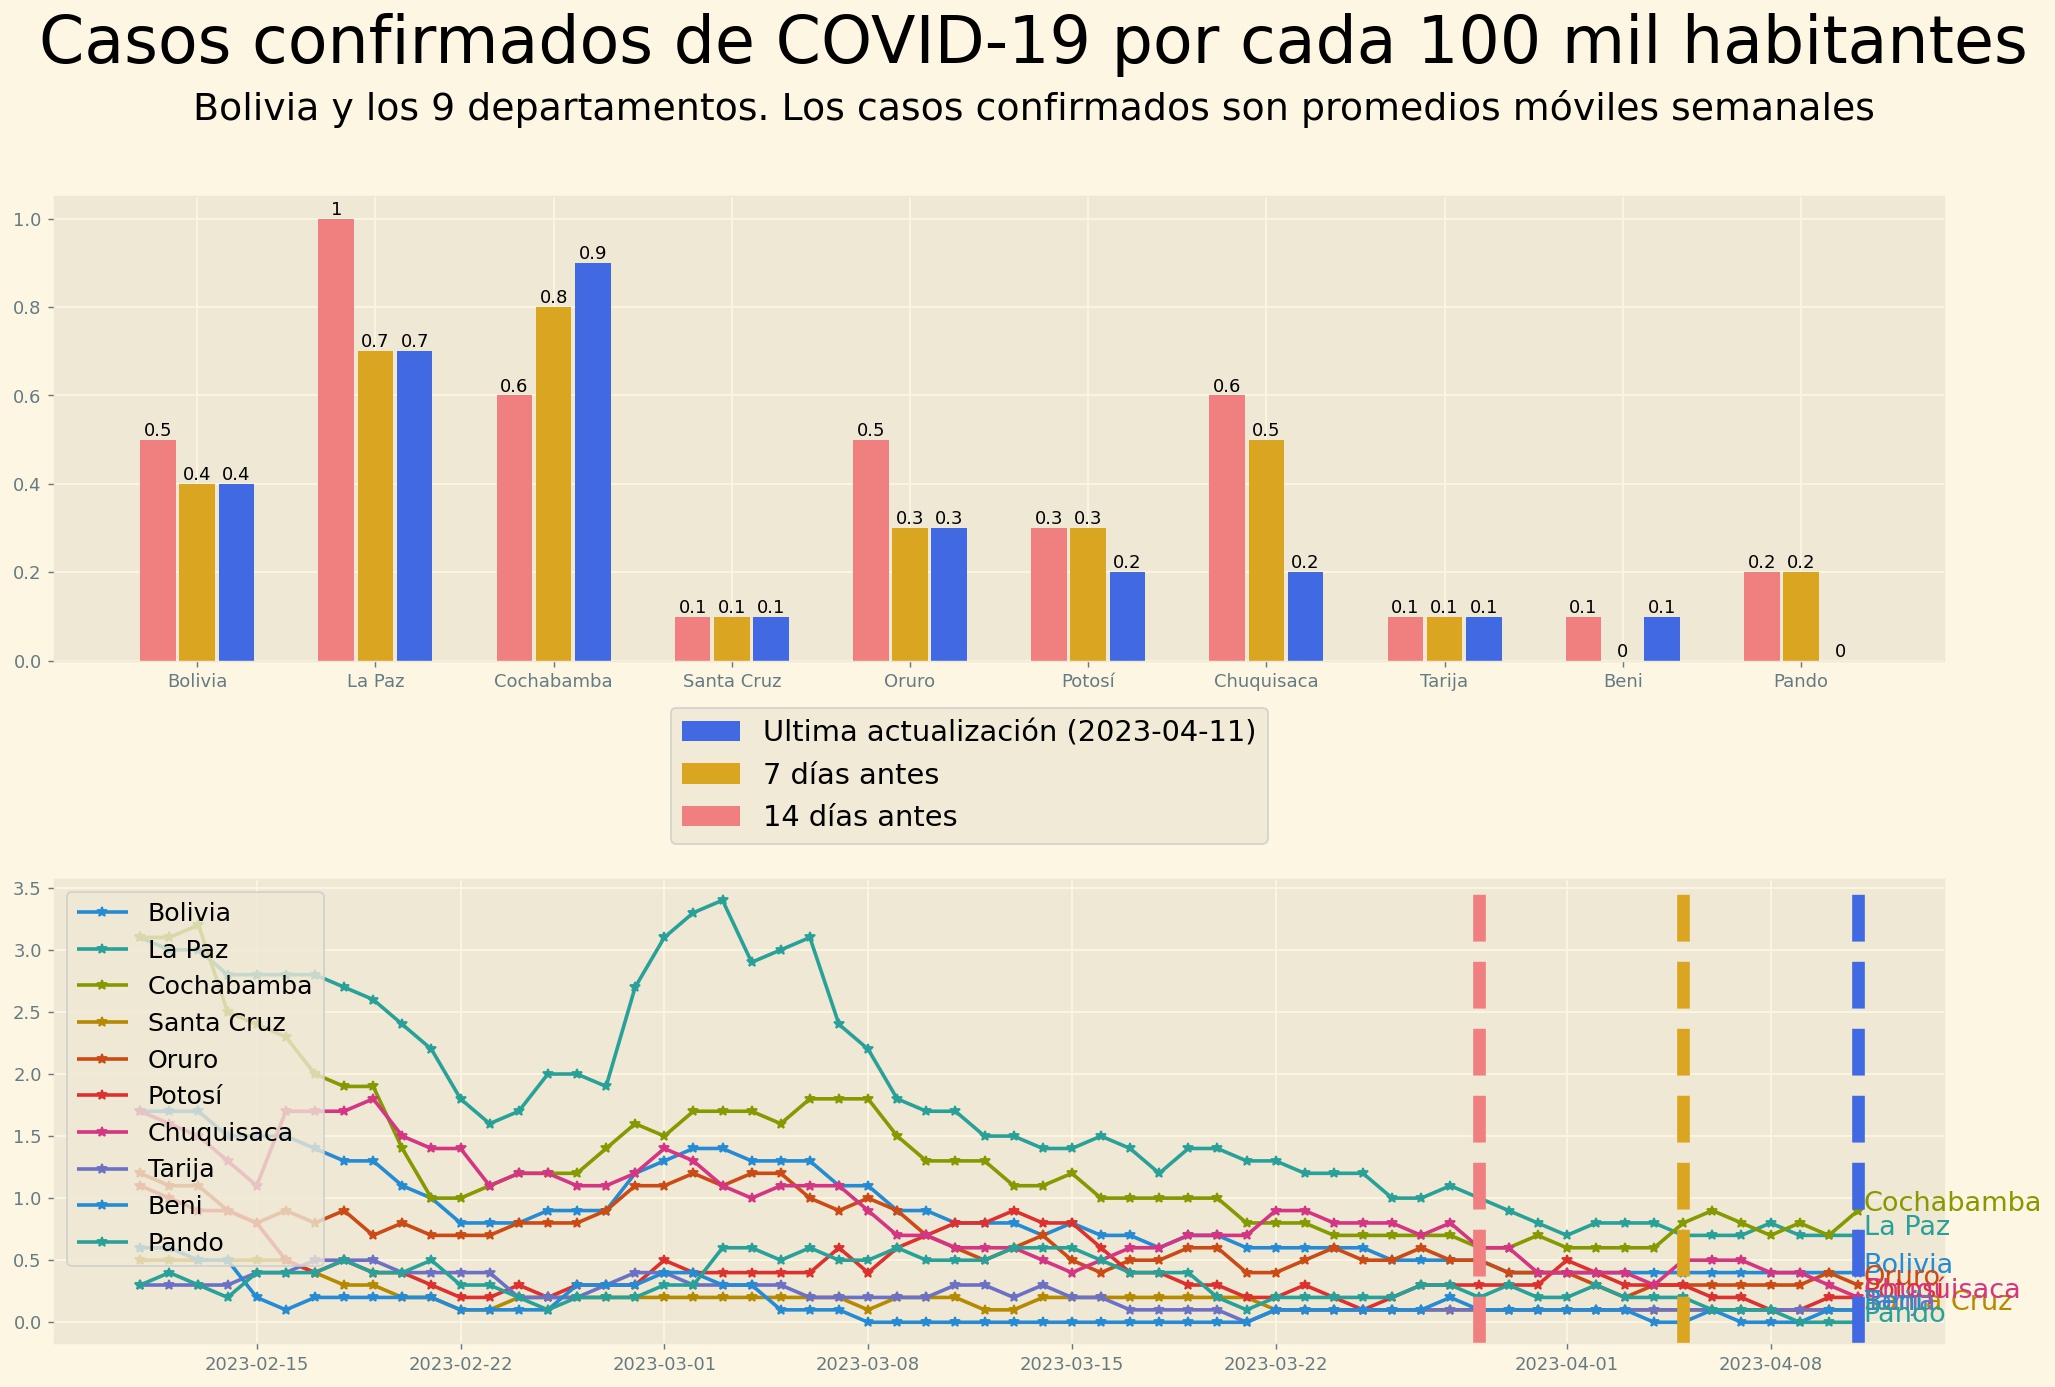 Casos confirmados de COVID-19 por cada 100 mil habitantes
Bolivia y los 9 departamentos. Los casos confirmados son promedios móviles semanales
1.0
0.8
0.6
0.4
0.2
0.0
0.5 0.4 0.4
1 0.7 0.7
0.6 0.8 0.9
0.1 0.1 0.1
0.5 0.3 0.3
0.3 0.3 0.2
0.6 0.5 0.2
0.1 0.1 0.1
0.1 0 0.1
0.2 0.2 0
Bolivia La Paz Cochabamba Santa Cruz Oruro Potosí Chuquisaca Tarija Beni Pando
Ultima actualización (2023-04-11)
7 días antes
14 días antes
3.5
3.0
2.5
2.0
1.5
1.0
0.5
0.0
Bolivia
La Paz
Cochabamba
Santa Cruz
Oruro
Potosí
Chuquisaca
Tarija
Beni
Pando
Cochabamba
La Paz
Bolivia
Oruro
Chuquisaca
Santa Cruz
Pando
2023-02-15 2023-02-22 2023-03-01 2023-03-08 2023-03-15 2023-03-22 2023-04-01 2023-04-08